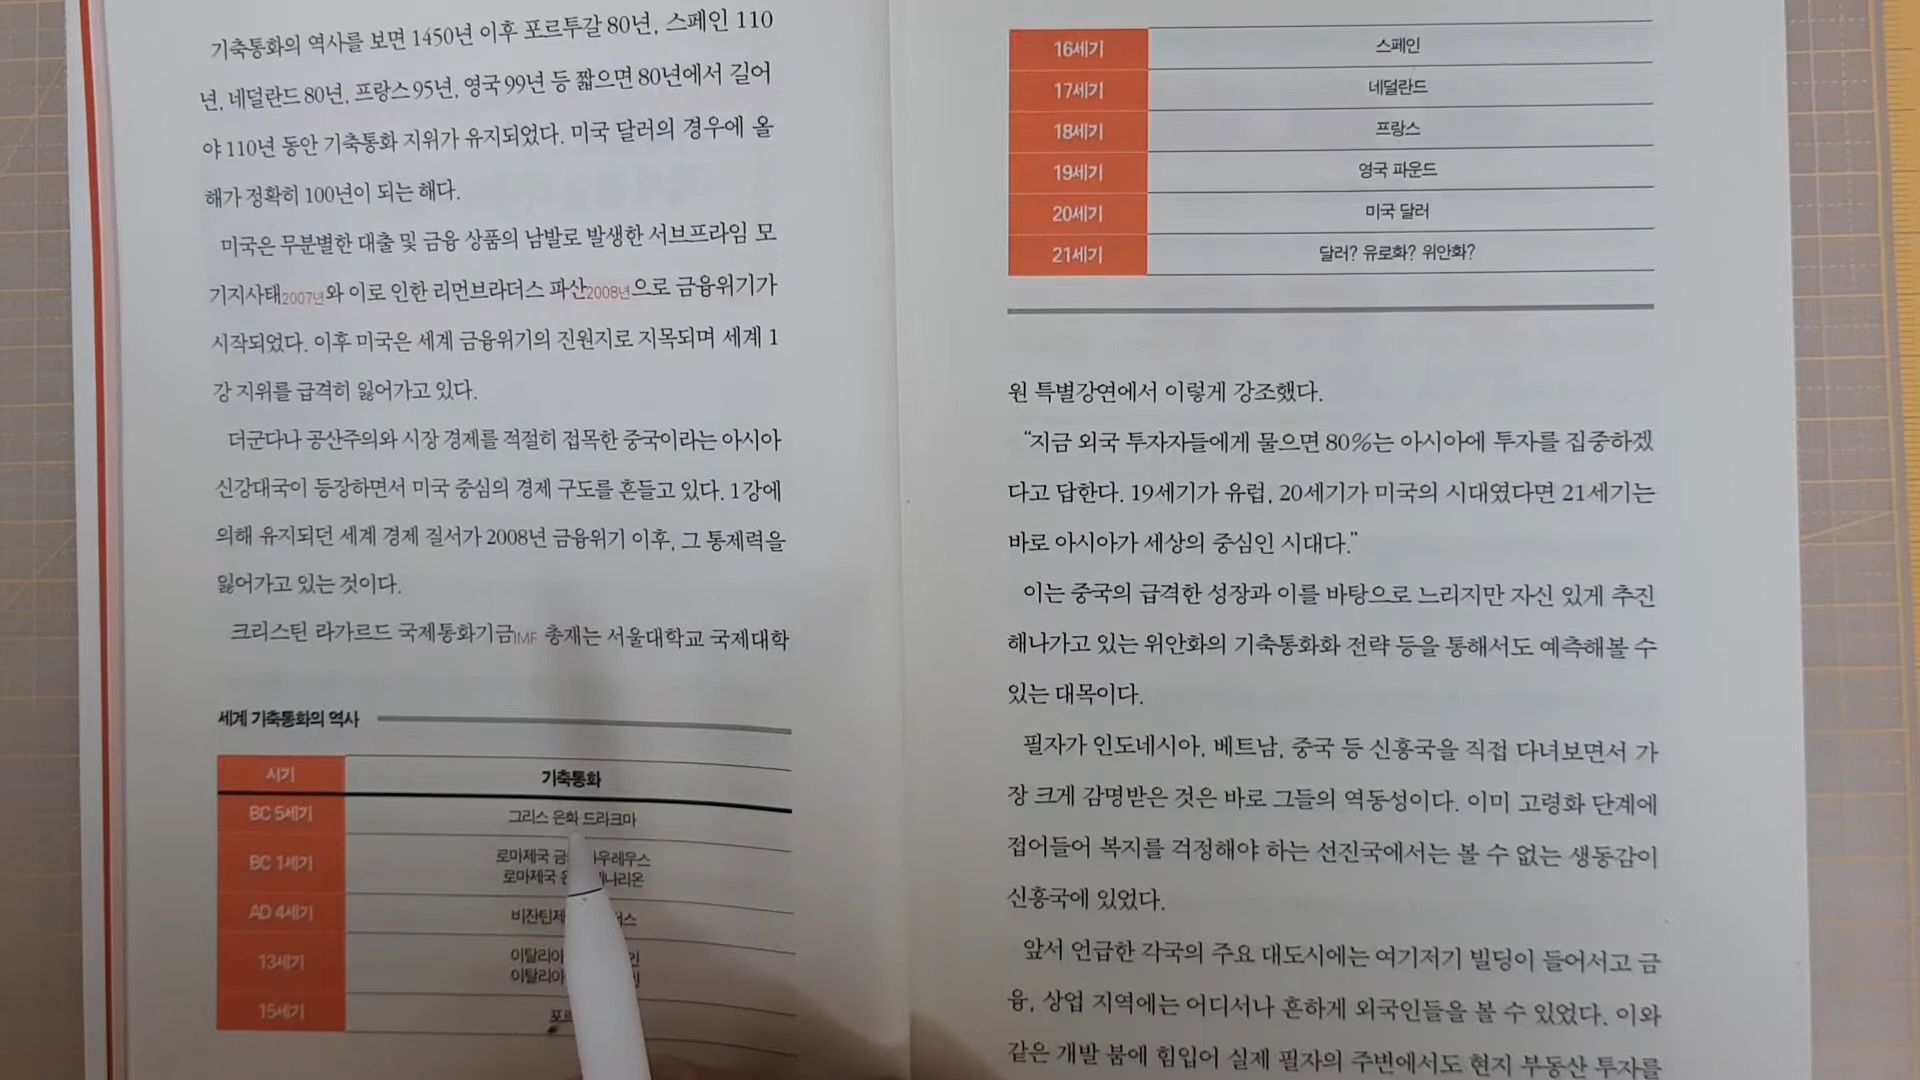 기축통화의 역사를 보면 1450년 이후 포르투갈 80년, 스페인 110
년, 네덜란드 80년, 프랑스 95년, 영국 99년 등 짧으면 80년에서 길어
야 110년 동안 기축통화 지위가 유지되었다. 미국 달러의 경우에 올
해가 정확히 100년이 되는 해다.
미국은 무분별한 대출 및 금융 상품의 남발로 발생한 서브프라임 모
기지사태2007년와 이로 인한 리먼브라더스 파산2008년으로 금융위기가
시작되었다. 이후 미국은 세계 금융위기의 진원지로 지목되며 세계 1
강 지위를 급격히 잃어가고 있다.
더군다나 공산주의와 시장 경제를 적절히 접목한 중국이라는 아시아
신강대국이 등장하면서 미국 중심의 경제 구도를 흔들고 있다. 1강에
의해 유지되던 세계 경제 질서가 2008년 금융위기 이후, 그 통제력을
잃어가고 있는 것이다.
크리스틴 라가르드 국제통화기금IMF 총재는 서울대학교 국제대학
세계 기축통화의 역사
시기 기축통화
BC 5세기 그리스 은화 드라크마
BC 1세기 로마제국
로마제국
AD 4세기
13세기 이탈리아
이탈리아
15세기
16세기 스페인
17세기 네덜란드
18세기 프랑스
19세기 영국 파운드
20세기 미국 달러
21세기 달러? 유로화? 위안화?
원 특별강연에서 이렇게 강조했다.
“지금 외국 투자자들에게 물으면 80%는 아시아에 투자를 집중하겠
다고 답한다. 19세기가 유럽, 20세기가 미국의 시대였다면 21세기는
바로 아시아가 세상의 중심인 시대다.”
이는 중국의 급격한 성장과 이를 바탕으로 느리지만 자신 있게 추진
해나가고 있는 위안화의 기축통화화 전략 등을 통해서도 예측해볼 수
있는 대목이다.
필자가 인도네시아, 베트남, 중국 등 신흥국을 직접 다녀보면서 가
장 크게 감명받은 것은 바로 그들의 역동성이다. 이미 고령화 단계에
접어들어 복지를 걱정해야 하는 선진국에서는 볼 수 없는 생동감이
신흥국에 있었다.
앞서 언급한 각국의 주요 대도시에는 여기저기 빌딩이 들어서고 금
융, 상업 지역에는 어디서나 흔하게 외국인들을 볼 수 있었다. 이와
같은 개발 붐에 힘입어 실제 필자의 주변에서도 현지 부동산 투자를